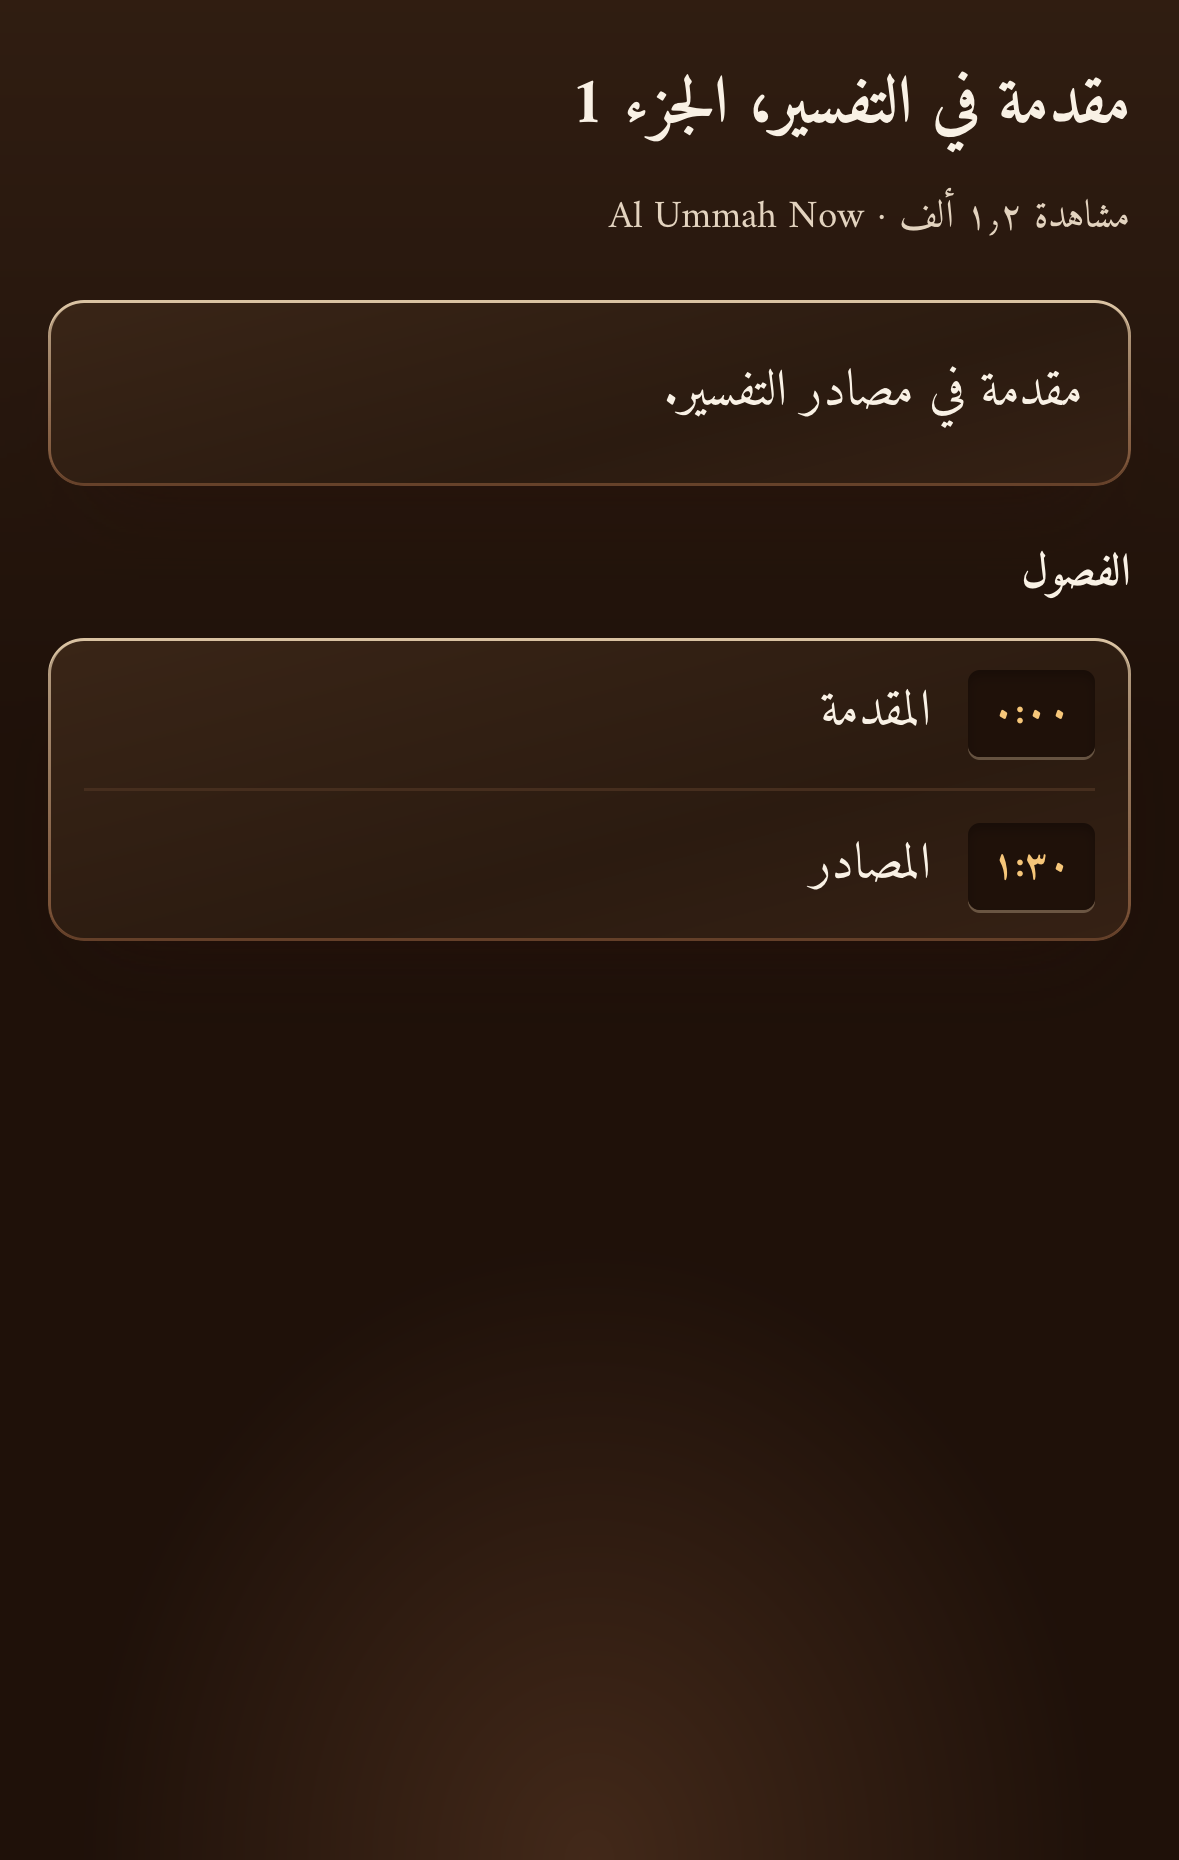 مقدمة في التفسير، الجزء 1
مشاهدة ١٫٢ ألف · Al Ummah Now
مقدمة في مصادر التفسير.
الفصول
٠:٠٠ المقدمة
١:٣٠ المصادر